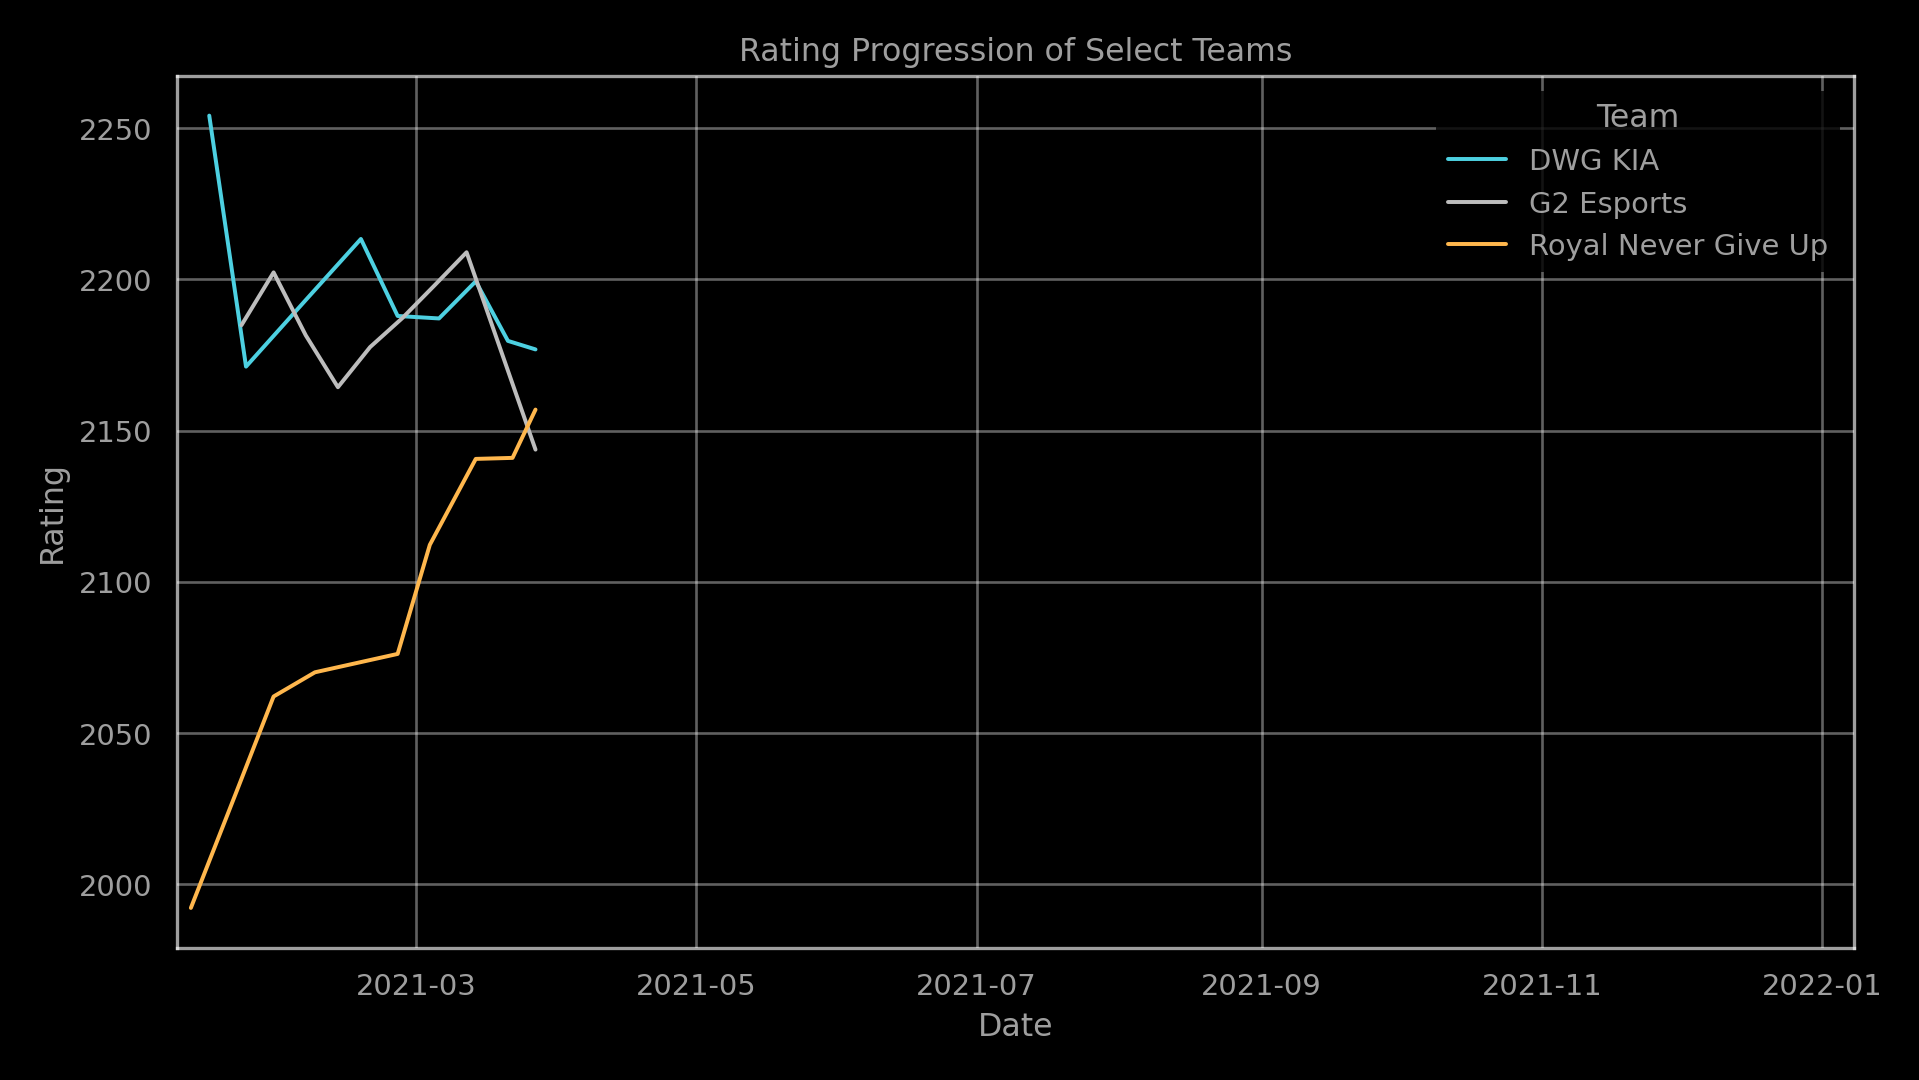 Rating Progression of Select Teams
Team
DWG KIA
G2 Esports
Royal Never Give Up
Rating
2250
2200
2150
2100
2050
2000
2021-03
2021-05
2021-07
2021-09
2021-11
2022-01
Date